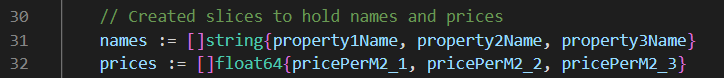 30 // Created slices to hold names and prices
31 names := []string{property1Name, property2Name, property3Name}
32 prices := []float64{pricePerM2_1, pricePerM2_2, pricePerM2_3}